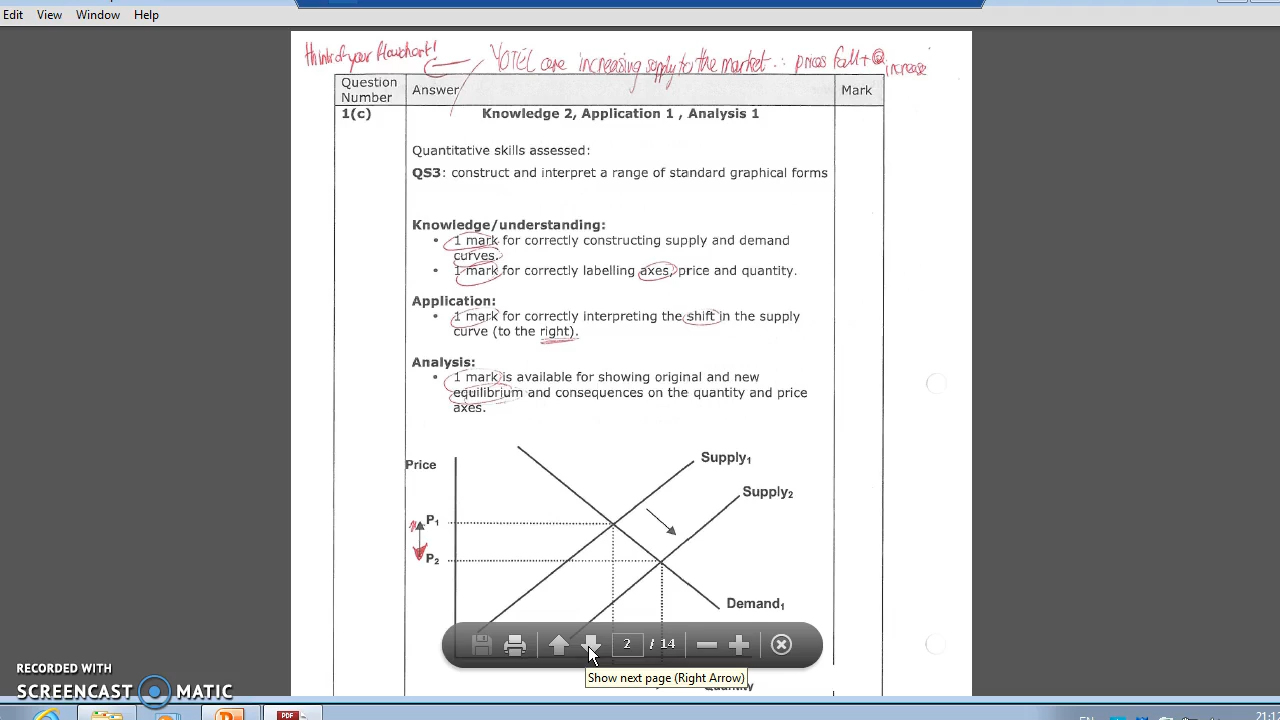 Edit View Window Help
think of your flowchart!
YOTEL are increasing supply to the market ∴ prices fall + Q increase
Question Number Answer Mark
1(c) Knowledge 2, Application 1 , Analysis 1
Quantitative skills assessed:
QS3: construct and interpret a range of standard graphical forms
Knowledge/understanding:
• 1 mark for correctly constructing supply and demand
curves.
• 1 mark for correctly labelling axes, price and quantity.
Application:
• 1 mark for correctly interpreting the shift in the supply
curve (to the right).
Analysis:
• 1 mark is available for showing original and new
equilibrium and consequences on the quantity and price
axes.
Supply₁
Price
Supply₂
P₁
P₂
Demand₁
2 / 14
Show next page (Right Arrow)
Quantity
RECORDED WITH
SCREENCAST MATIC
PDF
EN